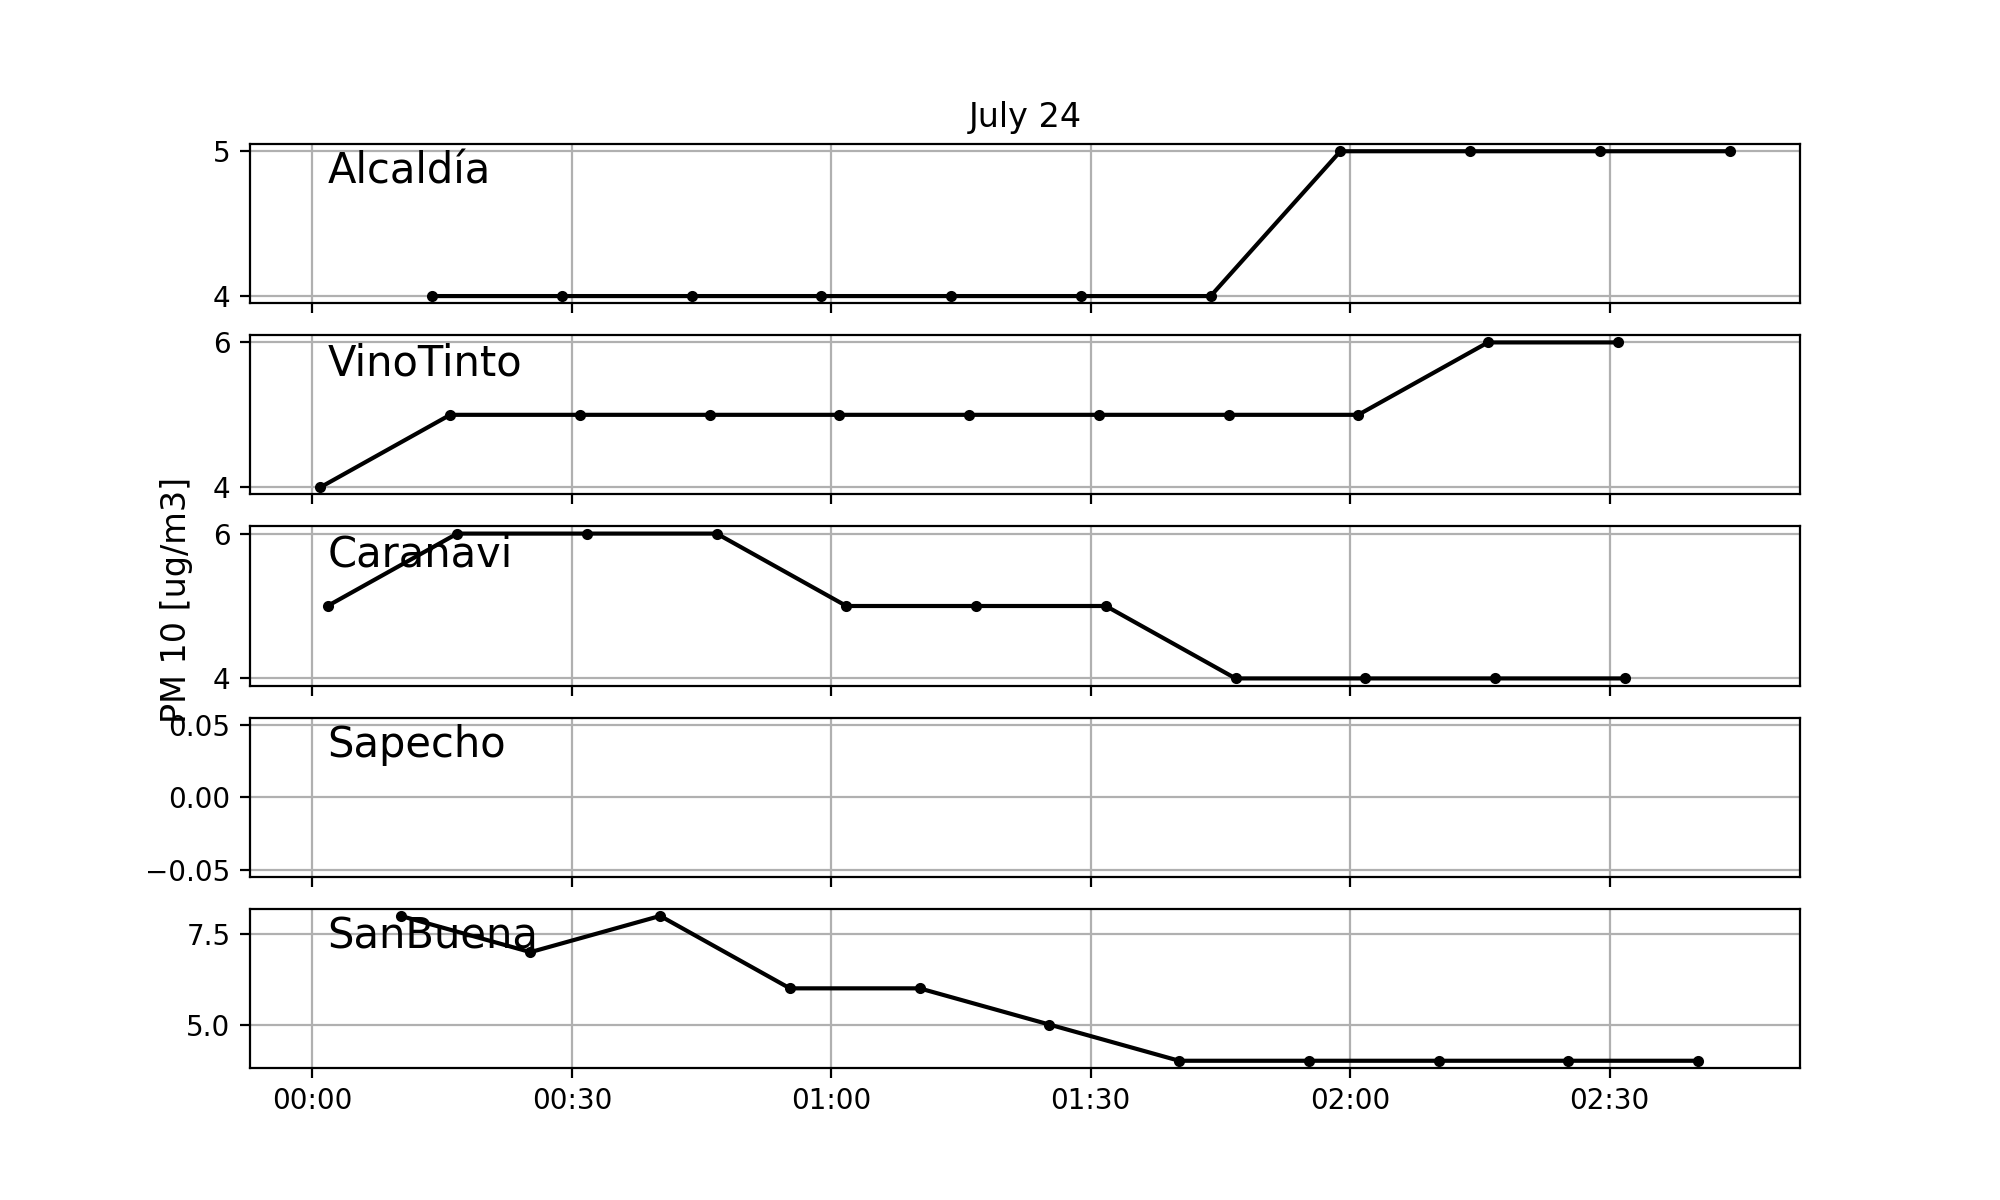 July 24
5
Alcaldía
4
6
VinoTinto
4
PM 10 [ug/m3]
6
Caranavi
4
0.05
Sapecho
0.00
−0.05
SanBuena
7.5
5.0
00:00 00:30 01:00 01:30 02:00 02:30